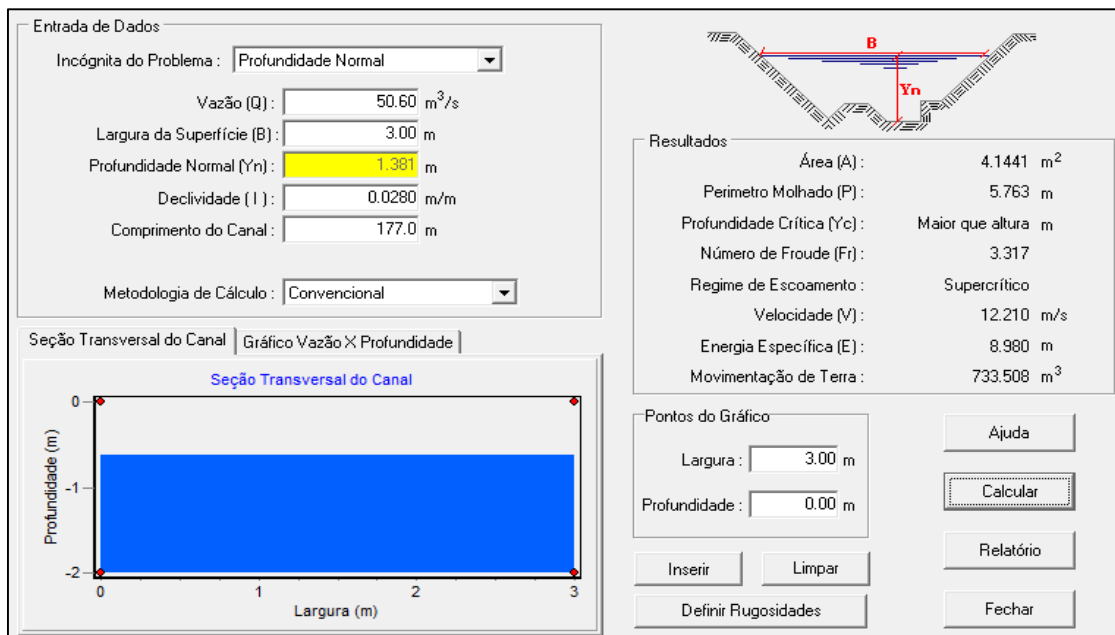 Entrada de Dados
Incógnita do Problema : Profundidade Normal
Vazão (Q) : 50.60 m³/s
Largura da Superfície (B) : 3.00 m
Profundidade Normal (Yn) : 1.381 m
Declividade ( I ) : 0.0280 m/m
Comprimento do Canal : 177.0 m
Metodologia de Cálculo : Convencional
Seção Transversal do Canal
Gráfico Vazão X Profundidade
Seção Transversal do Canal
Profundidade (m)
0
-1
-2
0 1 2 3
Largura (m)
B
Yn
Resultados
Área (A) : 4.1441 m²
Perimetro Molhado (P) : 5.763 m
Profundidade Crítica (Yc) : Maior que altura m
Número de Froude (Fr) : 3.317
Regime de Escoamento : Supercrítico
Velocidade (V) : 12.210 m/s
Energia Específica (E) : 8.980 m
Movimentação de Terra : 733.508 m³
Pontos do Gráfico
Largura : 3.00 m
Profundidade : 0.00 m
Inserir
Limpar
Definir Rugosidades
Ajuda
Calcular
Relatório
Fechar